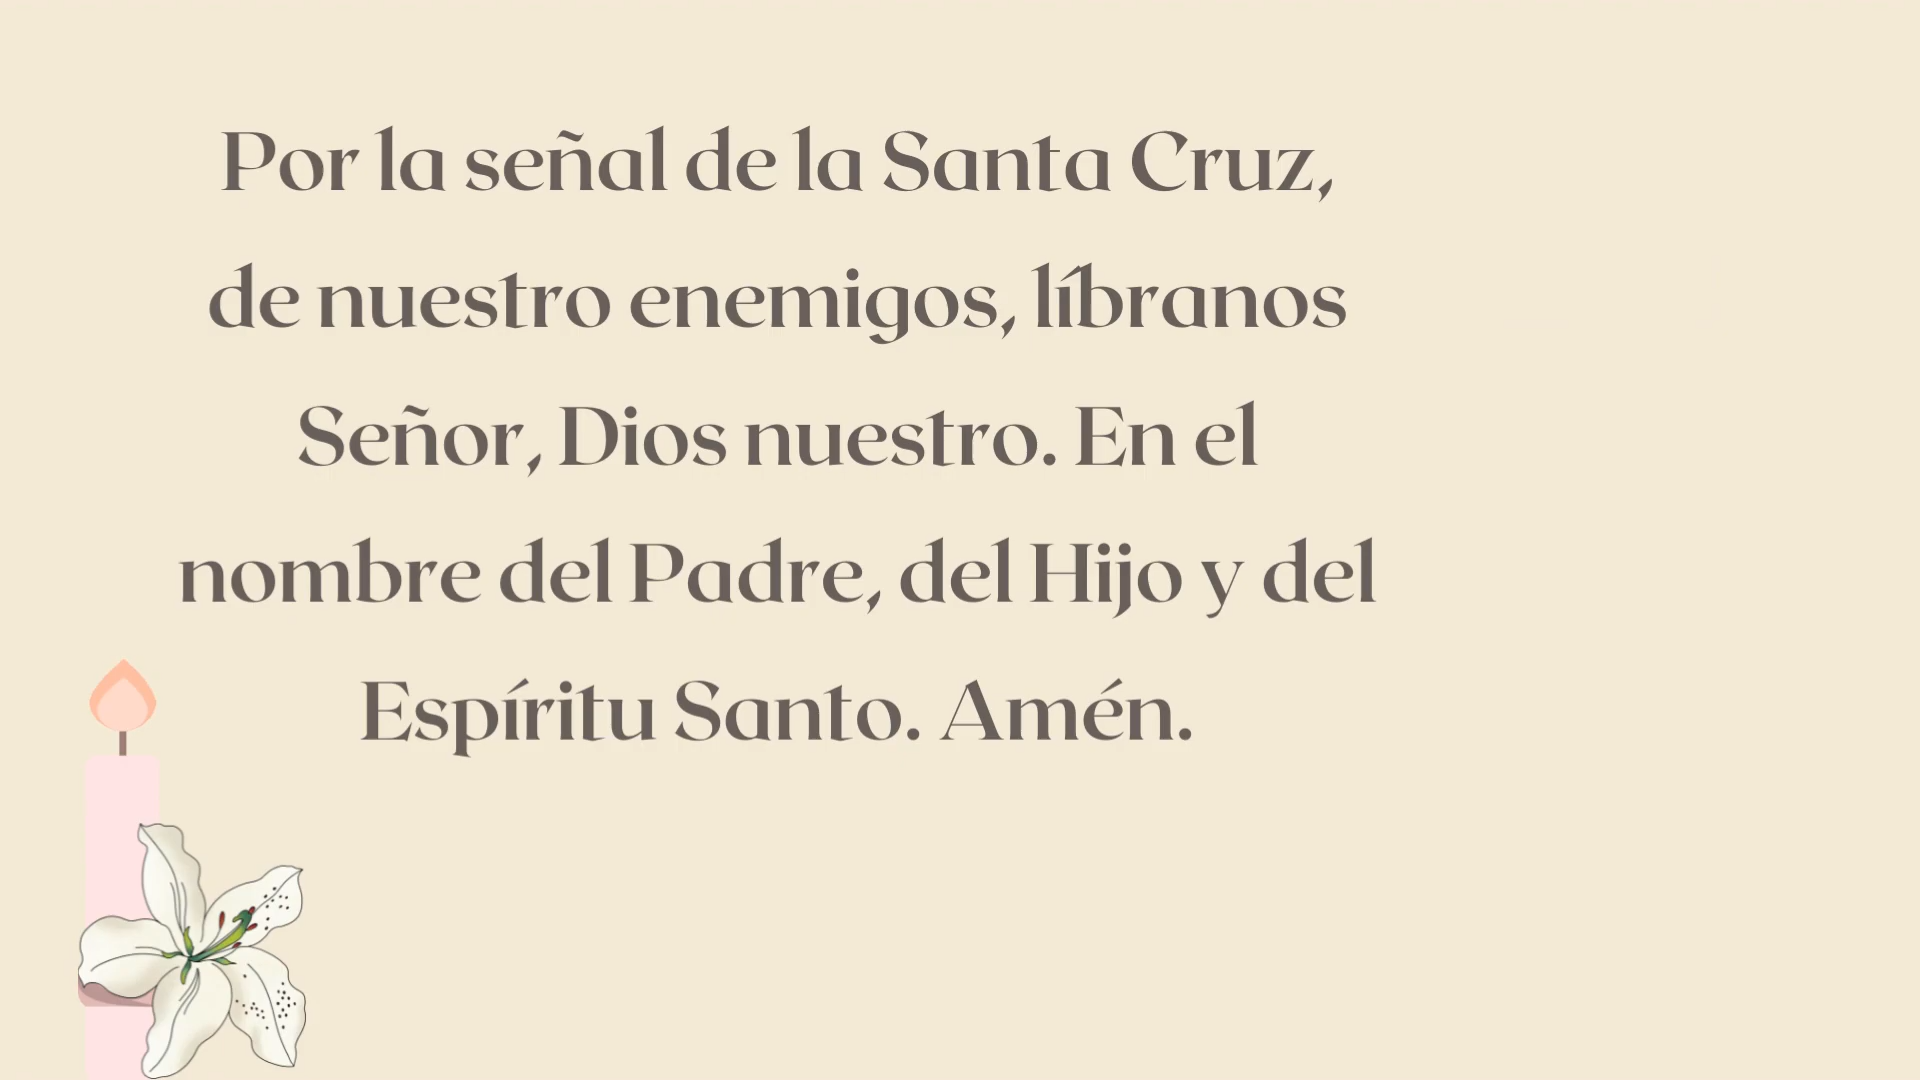 Por la señal de la Santa Cruz,
de nuestro enemigos, líbranos
Señor, Dios nuestro. En el
nombre del Padre, del Hijo y del
Espíritu Santo. Amén.